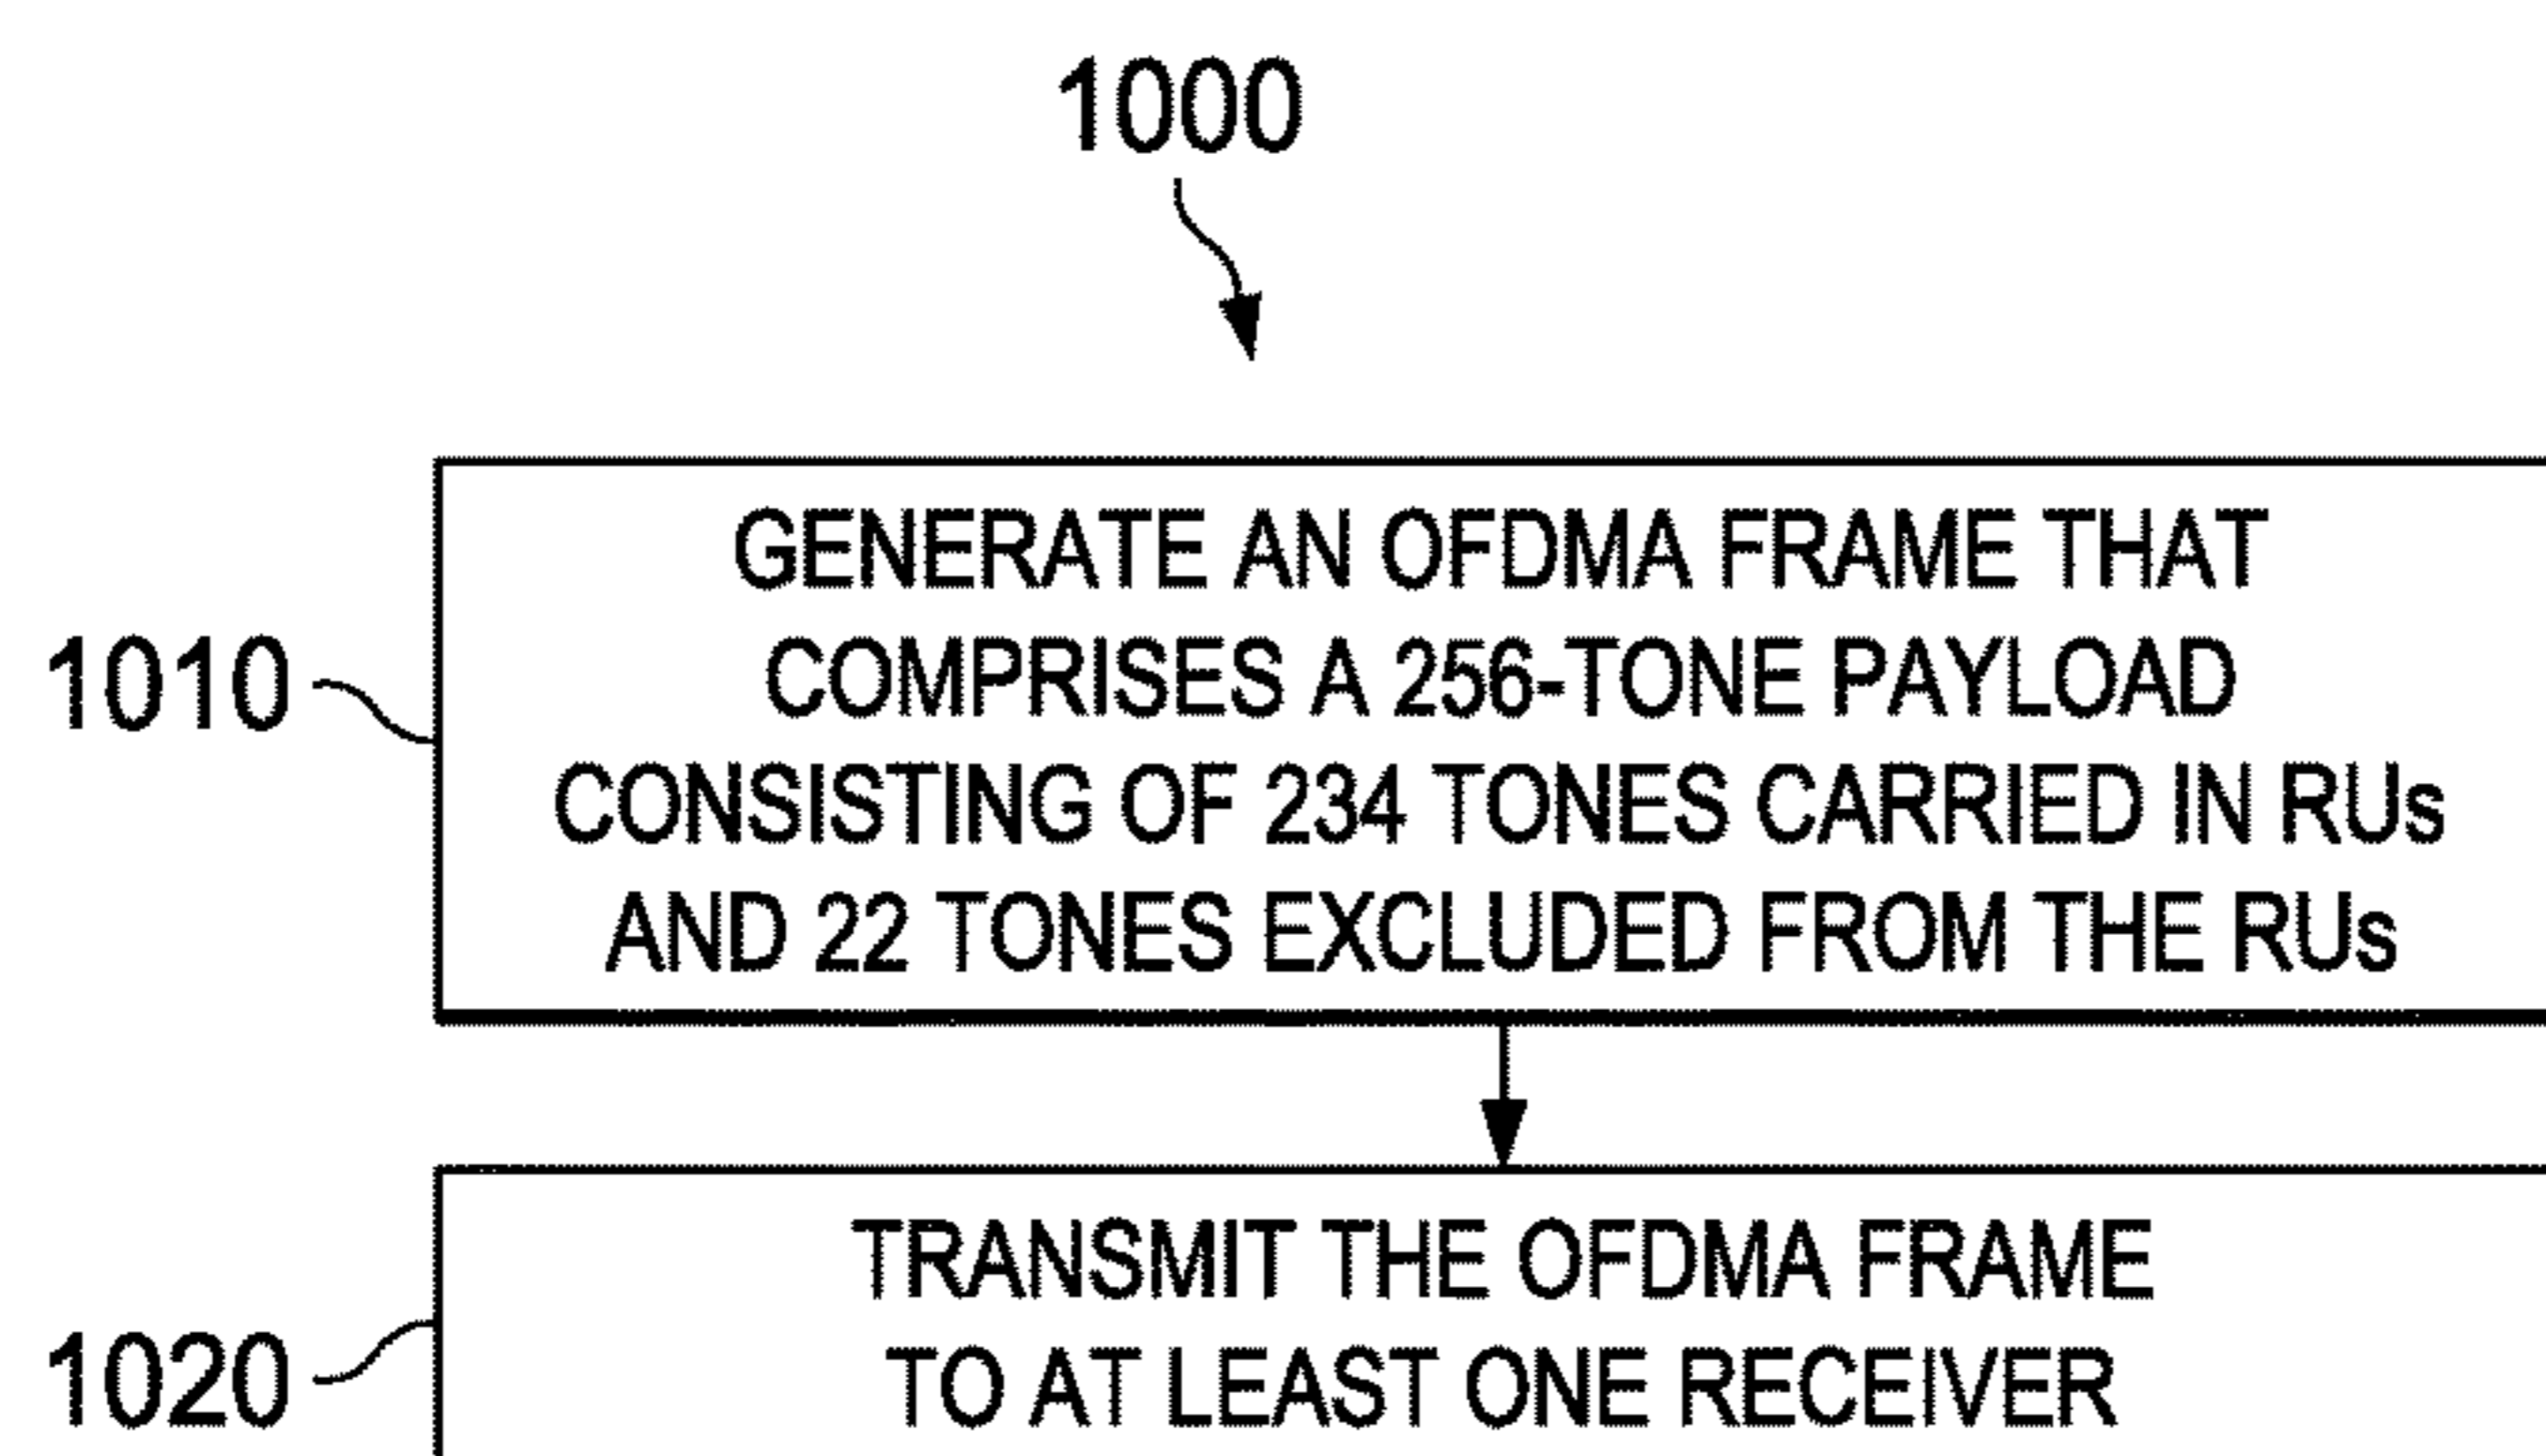 1000
1010
GENERATE AN OFDMA FRAME THAT
COMPRISES A 256-TONE PAYLOAD
CONSISTING OF 234 TONES CARRIED IN RUs
AND 22 TONES EXCLUDED FROM THE RUs
1020
TRANSMIT THE OFDMA FRAME
TO AT LEAST ONE RECEIVER